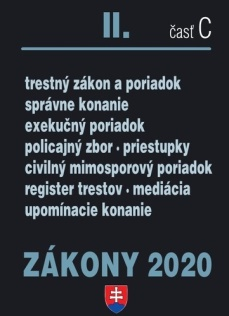 II. časť C
trestný zákon a poriadok
správne konanie
exekučný poriadok
policajný zbor · priestupky
civilný mimosporový poriadok
register trestov · mediácia
upomínacie konanie
ZÁKONY 2020